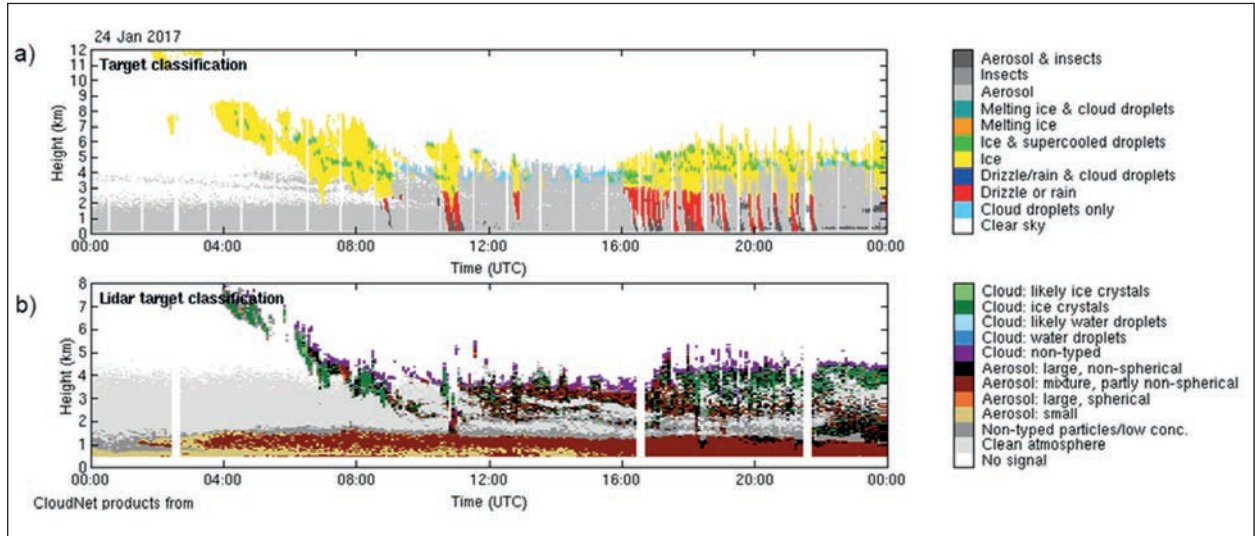 a)
24 Jan 2017
Target classification
Height (km)
12
11
10
9
8
7
6
5
4
3
2
1
0
00:00 04:00 08:00 12:00 16:00 20:00 00:00
Time (UTC)
Aerosol & insects
Insects
Aerosol
Melting ice & cloud droplets
Melting ice
Ice & supercooled droplets
Ice
Drizzle/rain & cloud droplets
Drizzle or rain
Cloud droplets only
Clear sky
b)
Lidar target classification
Height (km)
8
7
6
5
4
3
2
1
0
00:00 04:00 08:00 12:00 16:00 20:00 00:00
Time (UTC)
Cloud: likely ice crystals
Cloud: ice crystals
Cloud: likely water droplets
Cloud: water droplets
Cloud: non-typed
Aerosol: large, non-spherical
Aerosol: mixture, partly non-spherical
Aerosol: large, spherical
Aerosol: small
Non-typed particles/low conc.
Clean atmosphere
No signal
CloudNet products from